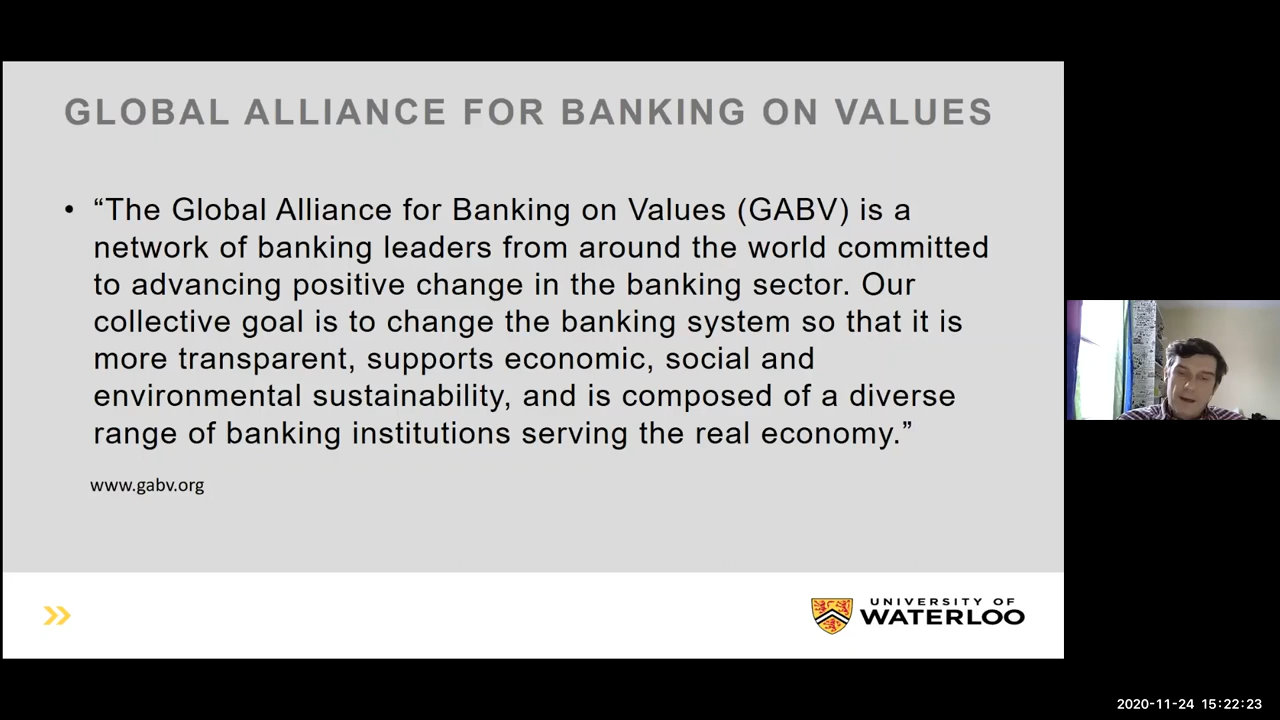 GLOBAL ALLIANCE FOR BANKING ON VALUES
• “The Global Alliance for Banking on Values (GABV) is a
network of banking leaders from around the world committed
to advancing positive change in the banking sector. Our
collective goal is to change the banking system so that it is
more transparent, supports economic, social and
environmental sustainability, and is composed of a diverse
range of banking institutions serving the real economy.”
www.gabv.org
UNIVERSITY OF
WATERLOO
2020-11-24 15:22:23